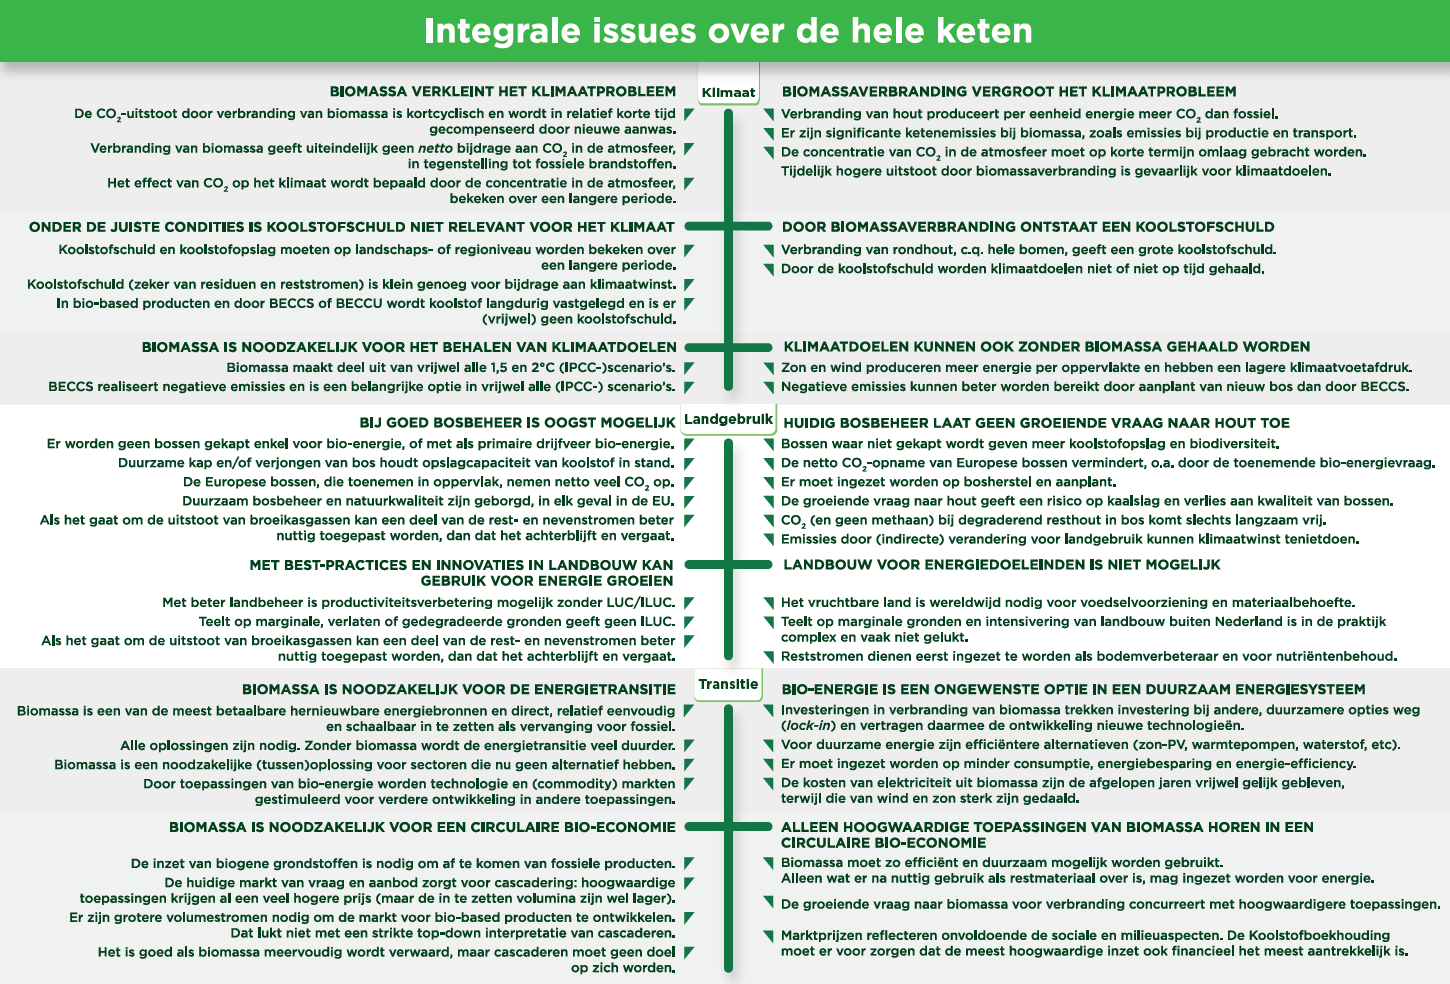 Integrale issues over de hele keten
Klimaat
BIOMASSA VERKLEINT HET KLIMAATPROBLEEM
De CO₂-uitstoot door verbranding van biomassa is kortcyclisch en wordt in relatief korte tijd
gecompenseerd door nieuwe aanwas.
Verbranding van biomassa geeft uiteindelijk geen netto bijdrage aan CO₂ in de atmosfeer,
in tegenstelling tot fossiele brandstoffen.
Het effect van CO₂ op het klimaat wordt bepaald door de concentratie in de atmosfeer,
bekeken over een langere periode.
BIOMASSAVERBRANDING VERGROOT HET KLIMAATPROBLEEM
Verbranding van hout produceert per eenheid energie meer CO₂ dan fossiel.
Er zijn significante ketenemissies bij biomassa, zoals emissies bij productie en transport.
De concentratie van CO₂ in de atmosfeer moet op korte termijn omlaag gebracht worden.
Tijdelijk hogere uitstoot door biomassaverbranding is gevaarlijk voor klimaatdoelen.
ONDER DE JUISTE CONDITIES IS KOOLSTOFSCHULD NIET RELEVANT VOOR HET KLIMAAT
Koolstofschuld en koolstofopslag moeten op landschaps- of regioniveau worden bekeken over
een langere periode.
Koolstofschuld (zeker van residuen en reststromen) is klein genoeg voor bijdrage aan klimaatwinst.
In bio-based producten en door BECCS of BECCU wordt koolstof langdurig vastgelegd en is er
(vrijwel) geen koolstofschuld.
DOOR BIOMASSAVERBRANDING ONTSTAAT EEN KOOLSTOFSCHULD
Verbranding van rondhout, c.q. hele bomen, geeft een grote koolstofschuld.
Door de koolstofschuld worden klimaatdoelen niet of niet op tijd gehaald.
BIOMASSA IS NOODZAKELIJK VOOR HET BEHALEN VAN KLIMAATDOELEN
Biomassa maakt deel uit van vrijwel alle 1,5 en 2°C (IPCC-)scenario's.
BECCS realiseert negatieve emissies en is een belangrijke optie in vrijwel alle (IPCC-) scenario's.
KLIMAATDOELEN KUNNEN OOK ZONDER BIOMASSA GEHAALD WORDEN
Zon en wind produceren meer energie per oppervlakte en hebben een lagere klimaatvoetafdruk.
Negatieve emissies kunnen beter worden bereikt door aanplant van nieuw bos dan door BECCS.
Landgebruik
BIJ GOED BOSBEHEER IS OOGST MOGELIJK
Er worden geen bossen gekapt enkel voor bio-energie, of met als primaire drijfveer bio-energie.
Duurzame kap en/of verjongen van bos houdt opslagcapaciteit van koolstof in stand.
De Europese bossen, die toenemen in oppervlak, nemen netto veel CO₂ op.
Duurzaam bosbeheer en natuurkwaliteit zijn geborgd, in elk geval in de EU.
Als het gaat om de uitstoot van broeikasgassen kan een deel van de rest- en nevenstromen beter
nuttig toegepast worden, dan dat het achterblijft en vergaat.
HUIDIG BOSBEHEER LAAT GEEN GROEIENDE VRAAG NAAR HOUT TOE
Bossen waar niet gekapt wordt geven meer koolstofopslag en biodiversiteit.
De netto CO₂-opname van Europese bossen vermindert, o.a. door de toenemende bio-energievraag.
Er moet ingezet worden op bosherstel en aanplant.
De groeiende vraag naar hout geeft een risico op kaalslag en verlies aan kwaliteit van bossen.
CO₂ (en geen methaan) bij degraderend resthout in bos komt slechts langzaam vrij.
Emissies door (indirecte) verandering voor landgebruik kunnen klimaatwinst tenietdoen.
MET BEST-PRACTICES EN INNOVATIES IN LANDBOUW KAN
GEBRUIK VOOR ENERGIE GROEIEN
Met beter landbeheer is productiviteitsverbetering mogelijk zonder LUC/ILUC.
Teelt op marginale, verlaten of gedegradeerde gronden geeft geen ILUC.
Als het gaat om de uitstoot van broeikasgassen kan een deel van de rest- en nevenstromen beter
nuttig toegepast worden, dan dat het achterblijft en vergaat.
LANDBOUW VOOR ENERGIEDOELEINDEN IS NIET MOGELIJK
Het vruchtbare land is wereldwijd nodig voor voedselvoorziening en materiaalbehoefte.
Teelt op marginale gronden en intensivering van landbouw buiten Nederland is in de praktijk
complex en vaak niet gelukt.
Reststromen dienen eerst ingezet te worden als bodemverbeteraar en voor nutriëntenbehoud.
Transitie
BIOMASSA IS NOODZAKELIJK VOOR DE ENERGIETRANSITIE
Biomassa is een van de meest betaalbare hernieuwbare energiebronnen en direct, relatief eenvoudig
en schaalbaar in te zetten als vervanging voor fossiel.
Alle oplossingen zijn nodig. Zonder biomassa wordt de energietransitie veel duurder.
Biomassa is een noodzakelijke (tussen)oplossing voor sectoren die nu geen alternatief hebben.
Door toepassingen van bio-energie worden technologie en (commodity) markten
gestimuleerd voor verdere ontwikkeling in andere toepassingen.
BIO-ENERGIE IS EEN ONGEWENSTE OPTIE IN EEN DUURZAAM ENERGIESYSTEEM
Investeringen in verbranding van biomassa trekken investering bij andere, duurzamere opties weg
(lock-in) en vertragen daarmee de ontwikkeling nieuwe technologieën.
Voor duurzame energie zijn efficiëntere alternatieven (zon-PV, warmtepompen, waterstof, etc).
Er moet ingezet worden op minder consumptie, energiebesparing en energie-efficiency.
De kosten van elektriciteit uit biomassa zijn de afgelopen jaren vrijwel gelijk gebleven,
terwijl die van wind en zon sterk zijn gedaald.
BIOMASSA IS NOODZAKELIJK VOOR EEN CIRCULAIRE BIO-ECONOMIE
De inzet van biogene grondstoffen is nodig om af te komen van fossiele producten.
De huidige markt van vraag en aanbod zorgt voor cascadering: hoogwaardige
toepassingen krijgen al een veel hogere prijs (maar de in te zetten volumina zijn wel lager).
Er zijn grotere volumestromen nodig om de markt voor bio-based producten te ontwikkelen.
Dat lukt niet met een strikte top-down interpretatie van cascaderen.
Het is goed als biomassa meervoudig wordt verwaard, maar cascaderen moet geen doel
op zich worden.
ALLEEN HOOGWAARDIGE TOEPASSINGEN VAN BIOMASSA HOREN IN EEN
CIRCULAIRE BIO-ECONOMIE
Biomassa moet zo efficiënt en duurzaam mogelijk worden gebruikt.
Alleen wat er na nuttig gebruik als restmateriaal over is, mag ingezet worden voor energie.
De groeiende vraag naar biomassa voor verbranding concurreert met hoogwaardigere toepassingen.
Marktprijzen reflecteren onvoldoende de sociale en milieuaspecten. De Koolstofboekhouding
moet er voor zorgen dat de meest hoogwaardige inzet ook financieel het meest aantrekkelijk is.